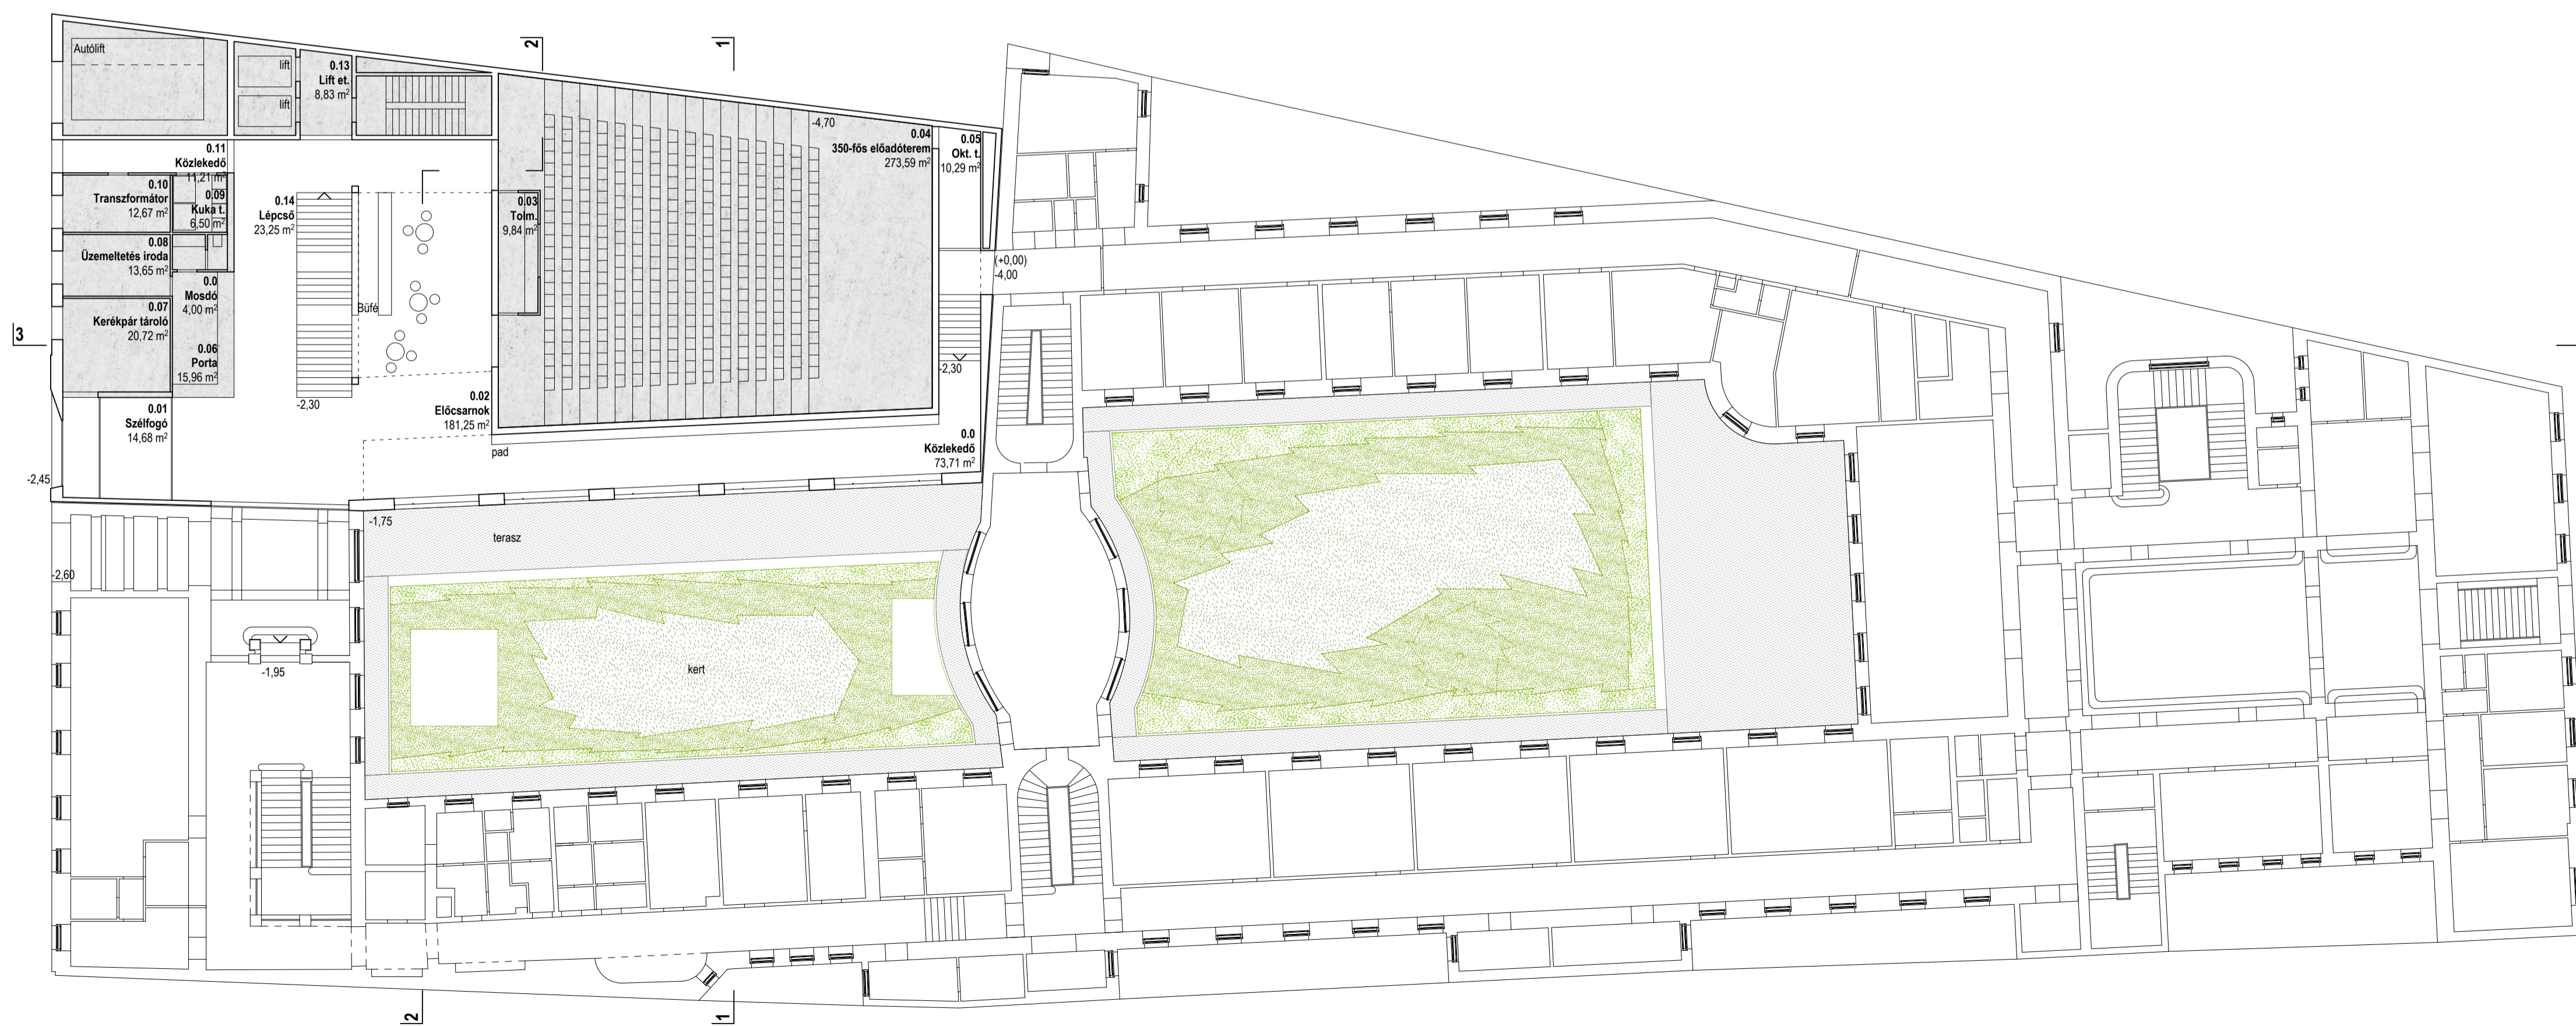 Autólift
lift
lift
0.13
Lift et.
8,83 m²
2
1
-4,70
0.04
350-fős előadóterem
273,59 m²
0.05
Okt. t.
10,29 m²
0.11
Közlekedő
11,21 m²
0.10
Transzformátor
12,67 m²
0.09
Kuka t.
6,50 m²
0.14
Lépcső
23,25 m²
0.03
Tolm.
9,84 m²
0.08
Üzemeltetés iroda
13,65 m²
0.0
Mosdó
4,00 m²
(+0,00)
-4,00
0.07
Kerékpár tároló
20,72 m²
Büfé
3
0.06
Porta
15,96 m²
-2,30
-2,30
0.02
Előcsarnok
181,25 m²
0.01
Szélfogó
14,68 m²
0.0
Közlekedő
73,71 m²
pad
-2,45
-1,75
terasz
-2,60
kert
-1,95
2
1